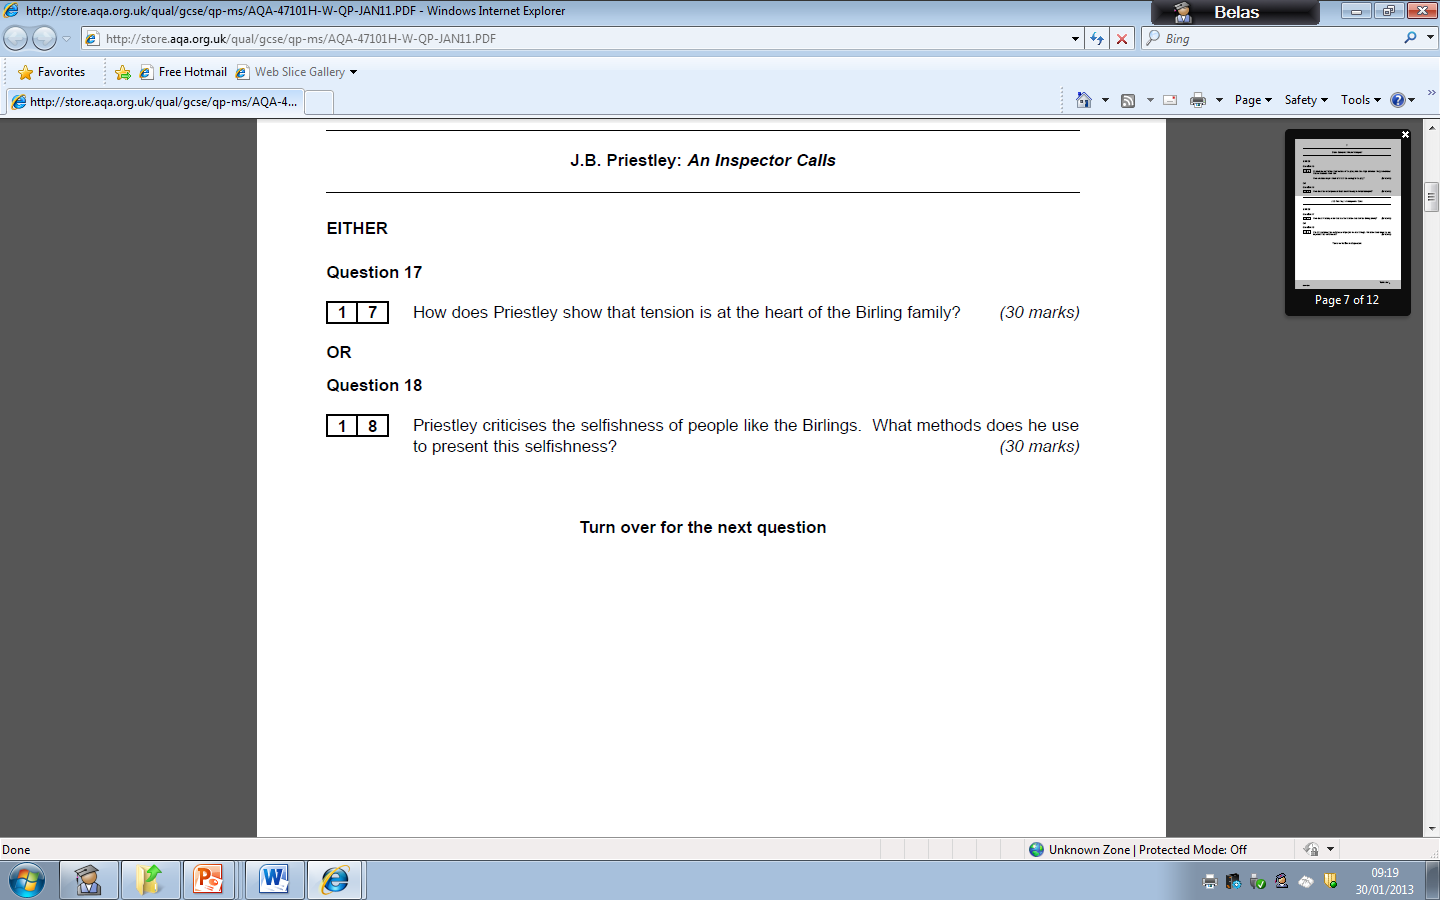 http://store.aqa.org.uk/qual/gcse/qp-ms/AQA-47101H-W-QP-JAN11.PDF - Windows Internet Explorer
Belas
http://store.aqa.org.uk/qual/gcse/qp-ms/AQA-47101H-W-QP-JAN11.PDF
Bing
Favorites
Free Hotmail
Web Slice Gallery
http://store.aqa.org.uk/qual/gcse/qp-ms/AQA-4...
Page
Safety
Tools
J.B. Priestley: An Inspector Calls
EITHER
Question 17
1 7 How does Priestley show that tension is at the heart of the Birling family? (30 marks)
OR
Question 18
1 8 Priestley criticises the selfishness of people like the Birlings. What methods does he use
to present this selfishness? (30 marks)
Turn over for the next question
Page 7 of 12
Done
Unknown Zone | Protected Mode: Off
09:19
30/01/2013